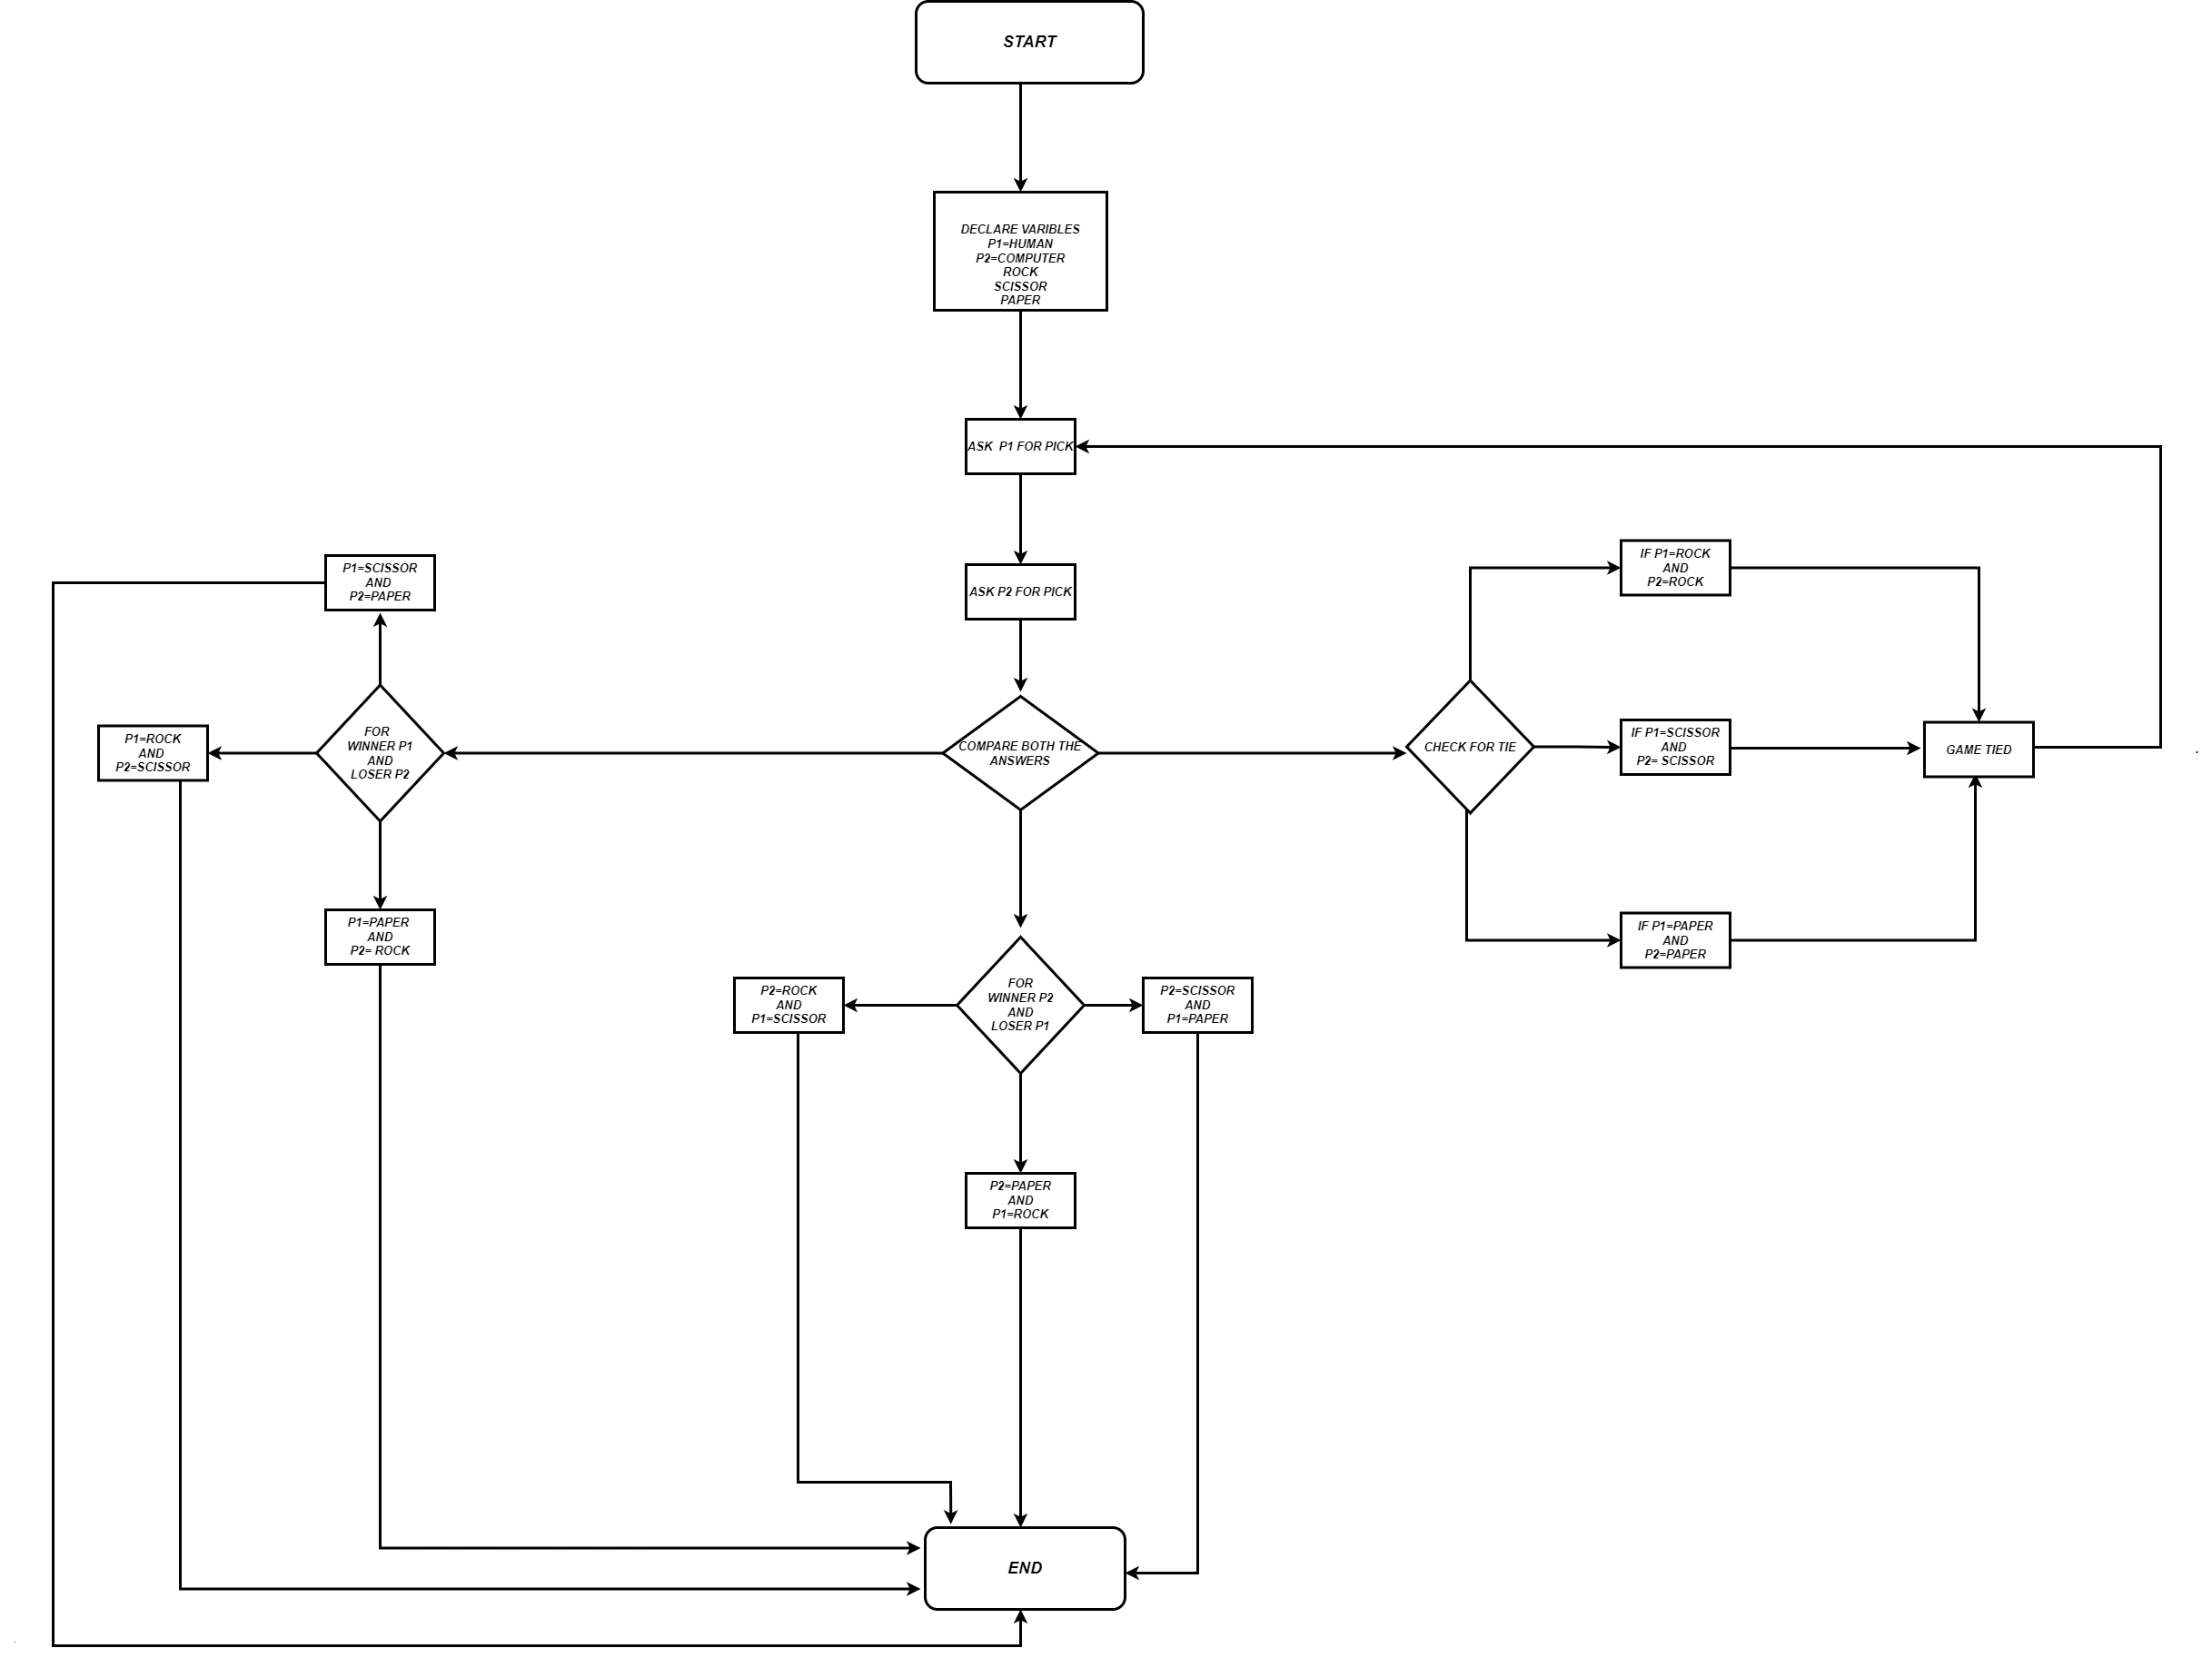 START
DECLARE VARIBLES
P1=HUMAN
P2=COMPUTER
ROCK
SCISSOR
PAPER
ASK P1 FOR PICK
ASK P2 FOR PICK
COMPARE BOTH THE
ANSWERS
P1=SCISSOR
AND
P2=PAPER
P1=ROCK
AND
P2=SCISSOR
FOR
WINNER P1
AND
LOSER P2
P1=PAPER
AND
P2= ROCK
CHECK FOR TIE
IF P1=ROCK
AND
P2=ROCK
IF P1=SCISSOR
AND
P2= SCISSOR
IF P1=PAPER
AND
P2=PAPER
GAME TIED
P2=ROCK
AND
P1=SCISSOR
FOR
WINNER P2
AND
LOSER P1
P2=SCISSOR
AND
P1=PAPER
P2=PAPER
AND
P1=ROCK
END